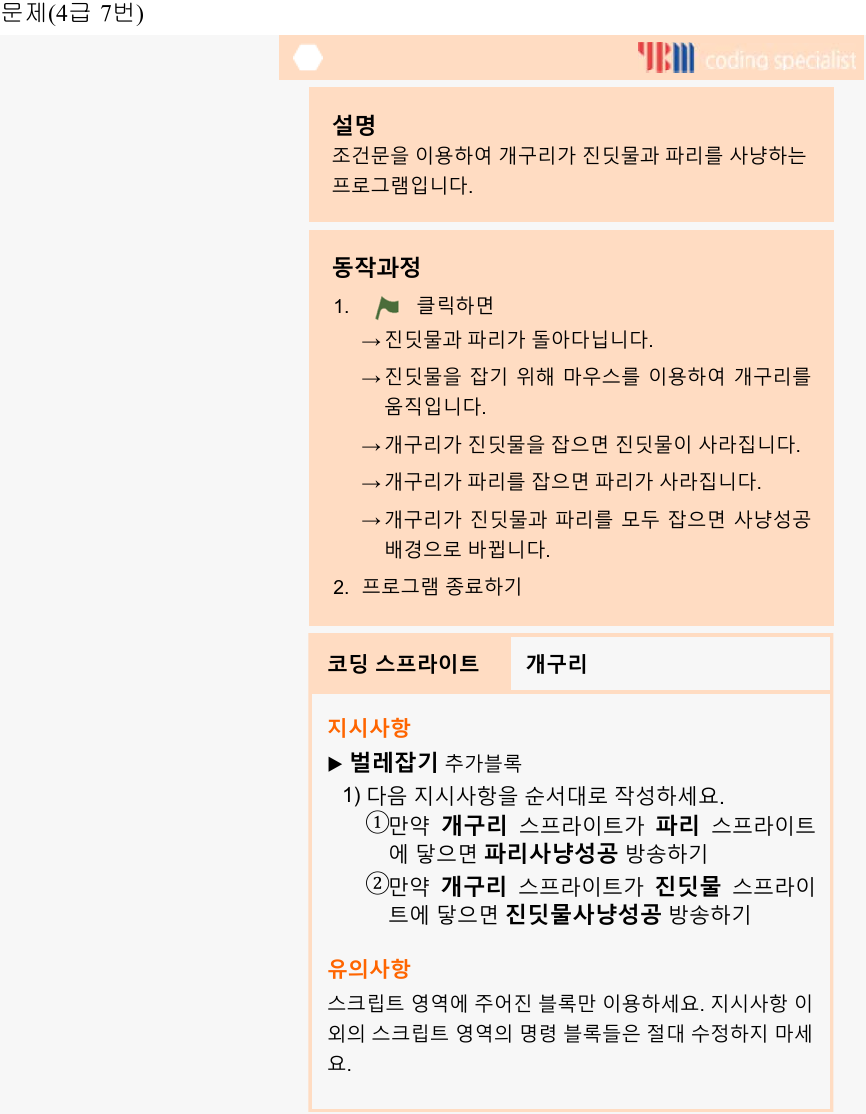 문제(4급 7번)
YBM coding specialist
설명
조건문을 이용하여 개구리가 진딧물과 파리를 사냥하는
프로그램입니다.
동작과정
1. 클릭하면
→진딧물과 파리가 돌아다닙니다.
→진딧물을 잡기 위해 마우스를 이용하여 개구리를
움직입니다.
→개구리가 진딧물을 잡으면 진딧물이 사라집니다.
→개구리가 파리를 잡으면 파리가 사라집니다.
→개구리가 진딧물과 파리를 모두 잡으면 사냥성공
배경으로 바뀝니다.
2. 프로그램 종료하기
코딩 스프라이트 개구리
지시사항
▶ 벌레잡기 추가블록
1) 다음 지시사항을 순서대로 작성하세요.
①만약 개구리 스프라이트가 파리 스프라이트
에 닿으면 파리사냥성공 방송하기
②만약 개구리 스프라이트가 진딧물 스프라이
트에 닿으면 진딧물사냥성공 방송하기
유의사항
스크립트 영역에 주어진 블록만 이용하세요. 지시사항 이
외의 스크립트 영역의 명령 블록들은 절대 수정하지 마세
요.